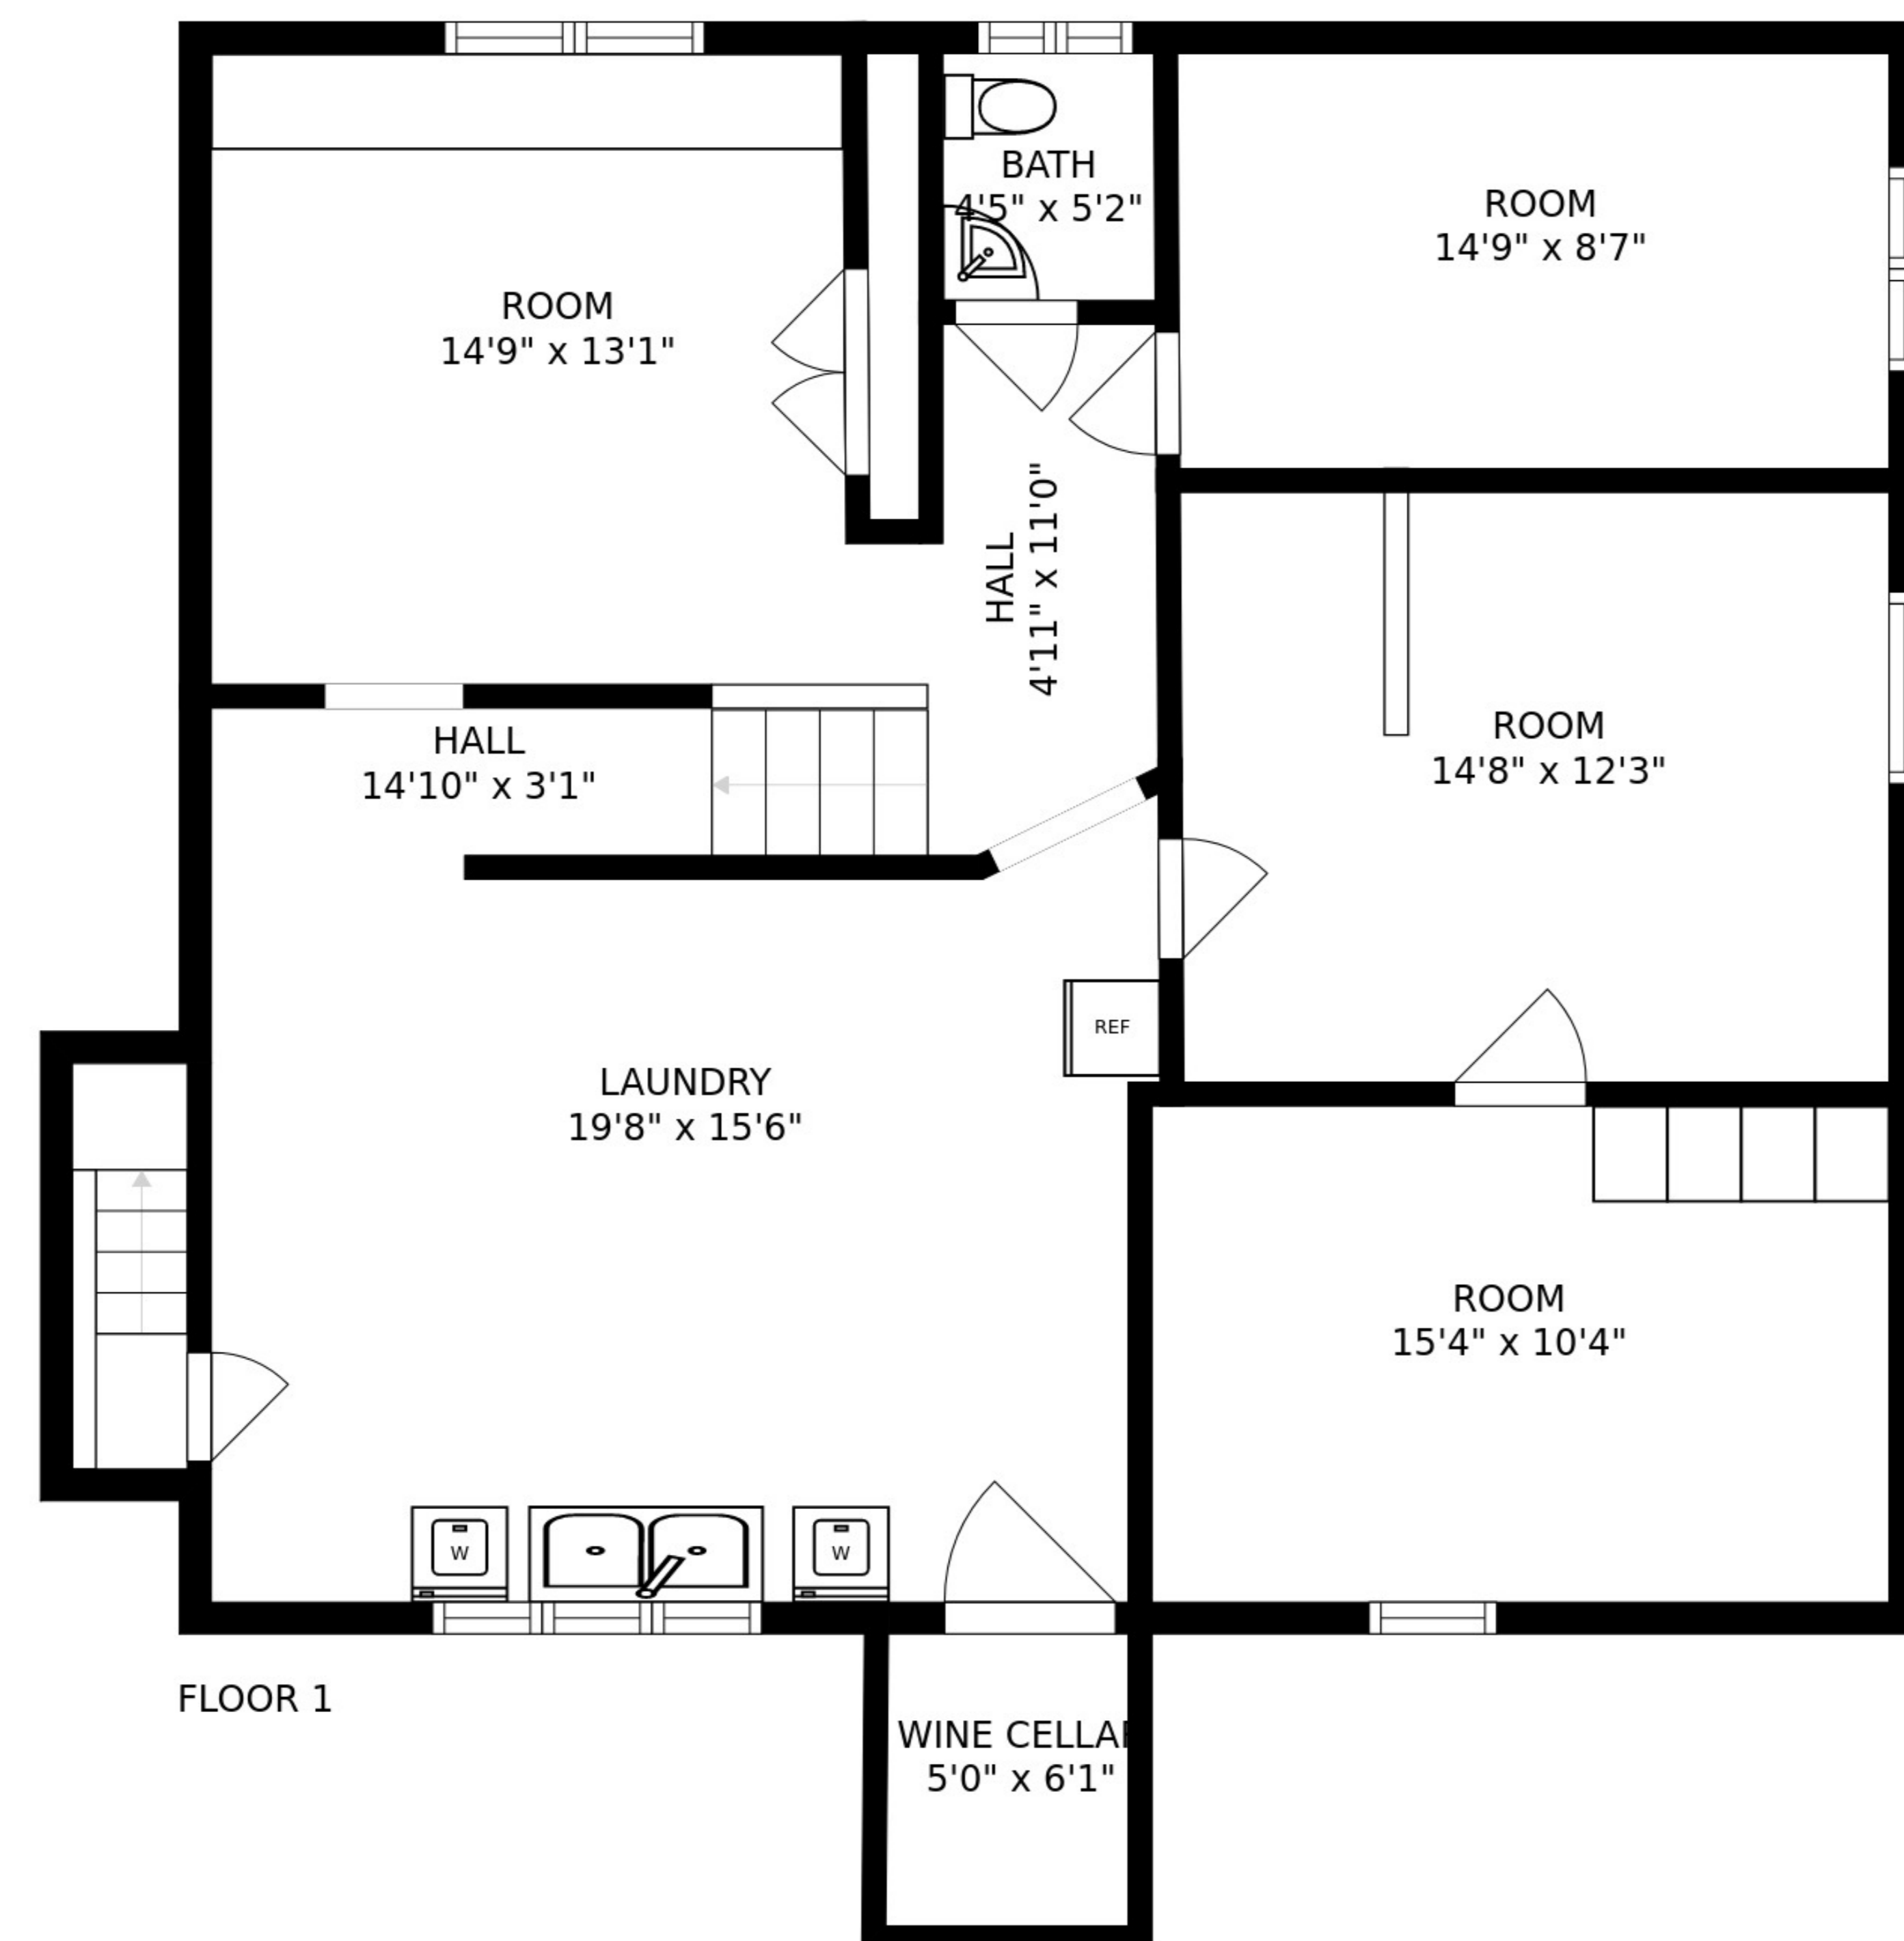 BATH
4'5" x 5'2"
ROOM
14'9" x 8'7"
ROOM
14'9" x 13'1"
HALL
4'11" x 11'0"
ROOM
14'8" x 12'3"
HALL
14'10" x 3'1"
REF
LAUNDRY
19'8" x 15'6"
ROOM
15'4" x 10'4"
W
W
FLOOR 1
WINE CELLAR
5'0" x 6'1"